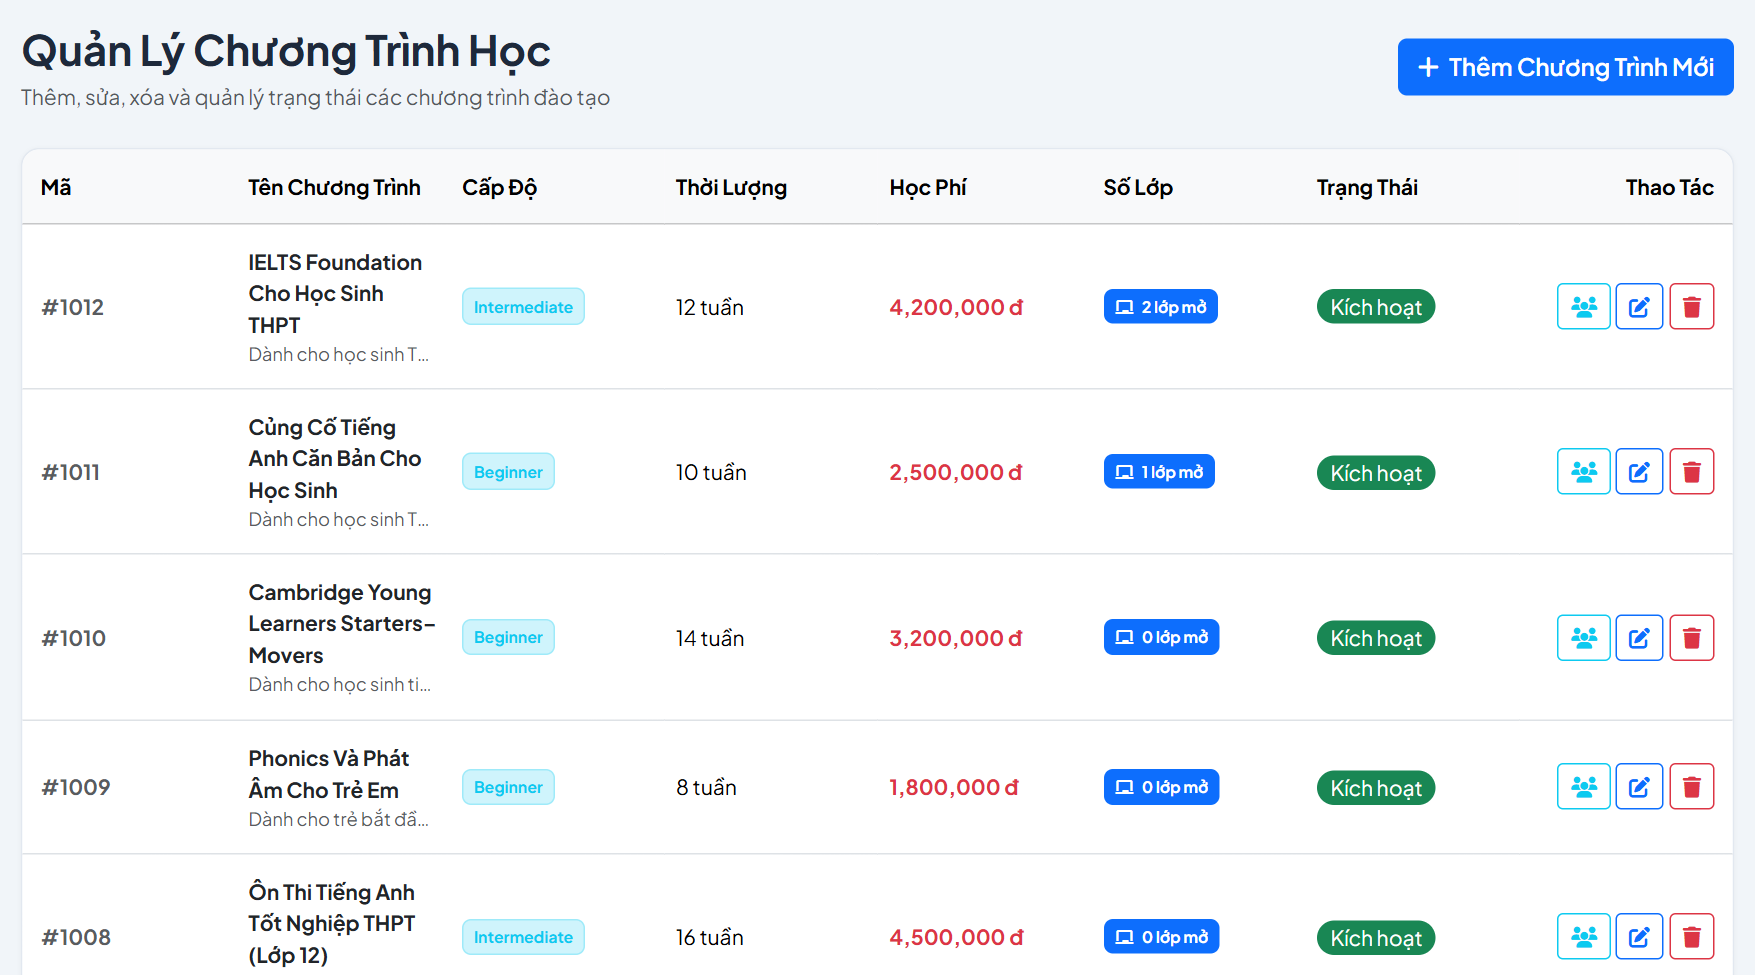 Quản Lý Chương Trình Học
Thêm, sửa, xóa và quản lý trạng thái các chương trình đào tạo
Thêm Chương Trình Mới
Mã Tên Chương Trình Cấp Độ Thời Lượng Học Phí Số Lớp Trạng Thái Thao Tác
IELTS Foundation
Cho Học Sinh
THPT
Dành cho học sinh T...
#1012 Intermediate 12 tuần 4,200,000 đ 2 lớp mở Kích hoạt
Củng Cố Tiếng
Anh Căn Bản Cho
Học Sinh
Dành cho học sinh T...
#1011 Beginner 10 tuần 2,500,000 đ 1 lớp mở Kích hoạt
Cambridge Young
Learners Starters–
Movers
Dành cho học sinh ti...
#1010 Beginner 14 tuần 3,200,000 đ 0 lớp mở Kích hoạt
Phonics Và Phát
Âm Cho Trẻ Em
Dành cho trẻ bắt đầ...
#1009 Beginner 8 tuần 1,800,000 đ 0 lớp mở Kích hoạt
Ôn Thi Tiếng Anh
Tốt Nghiệp THPT
(Lớp 12)
#1008 Intermediate 16 tuần 4,500,000 đ 0 lớp mở Kích hoạt